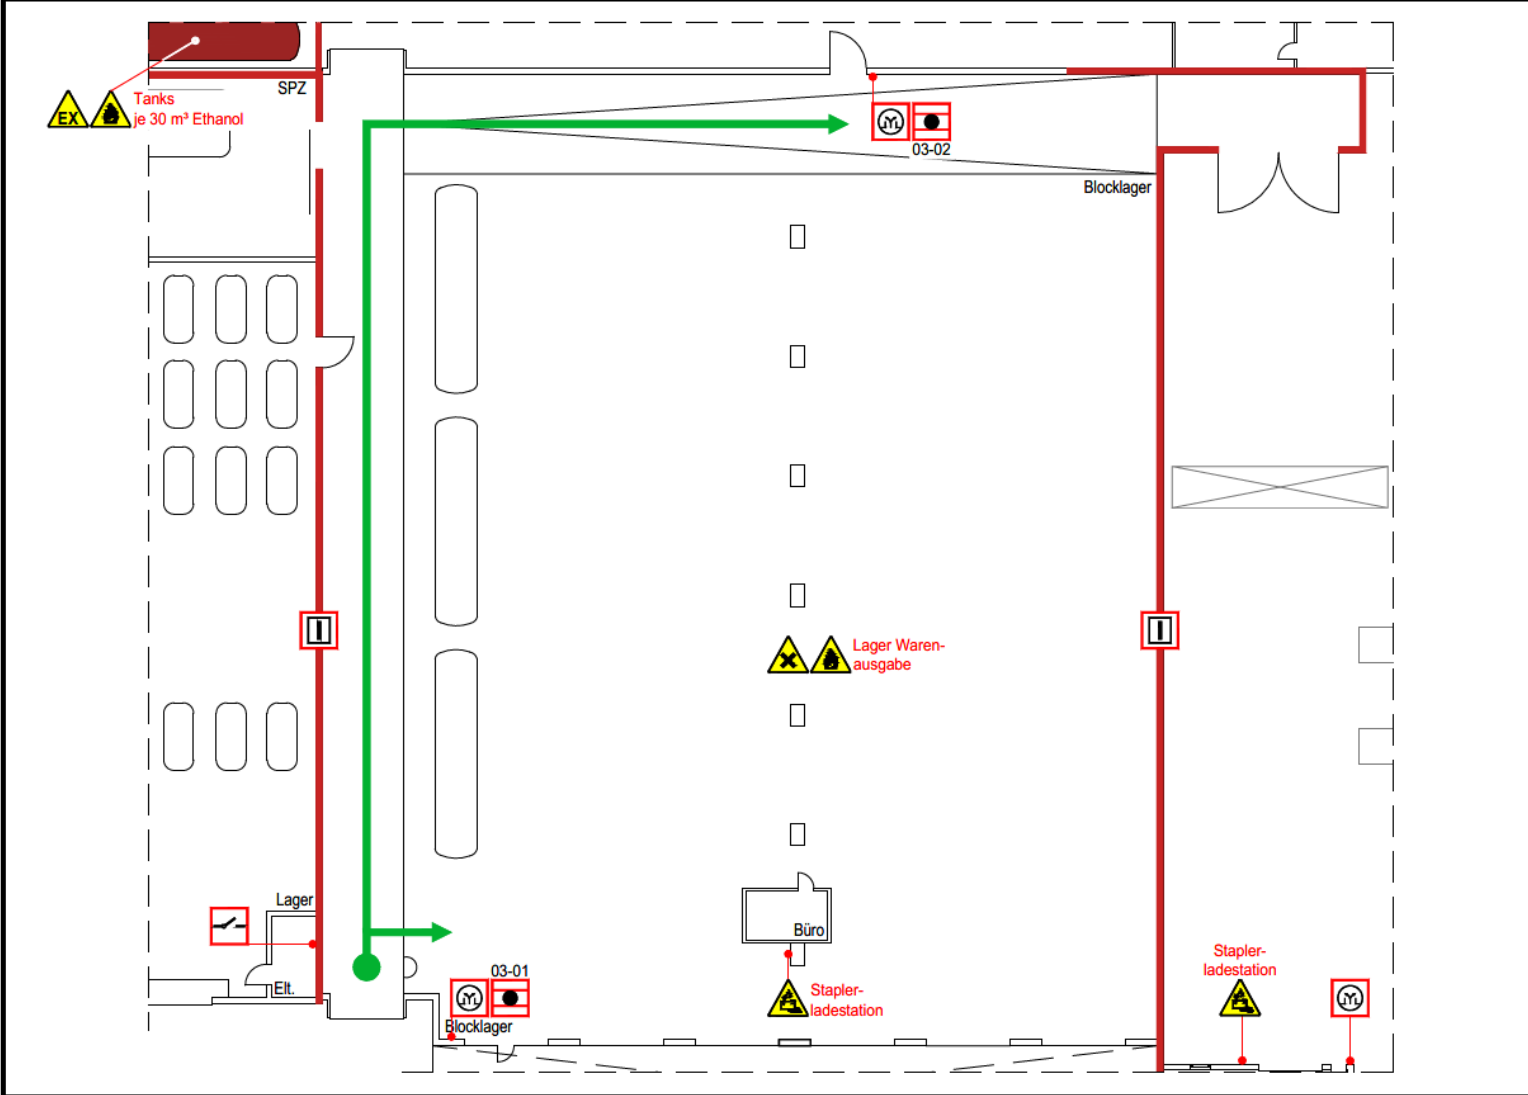 SPZ
EX
Tanks
je 30 m³ Ethanol
03-02
Blocklager
Lager Waren-
ausgabe
Lager
Büro
Elt.
03-01
Blocklager
Stapler-
ladestation
Stapler-
ladestation